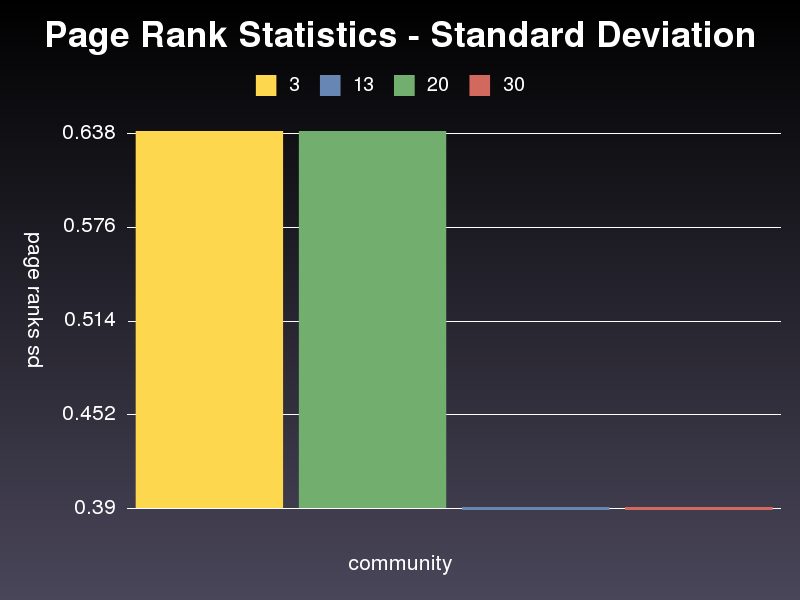 Page Rank Statistics - Standard Deviation
3 13 20 30
0.638
0.576
0.514
0.452
0.39
page ranks sd
community